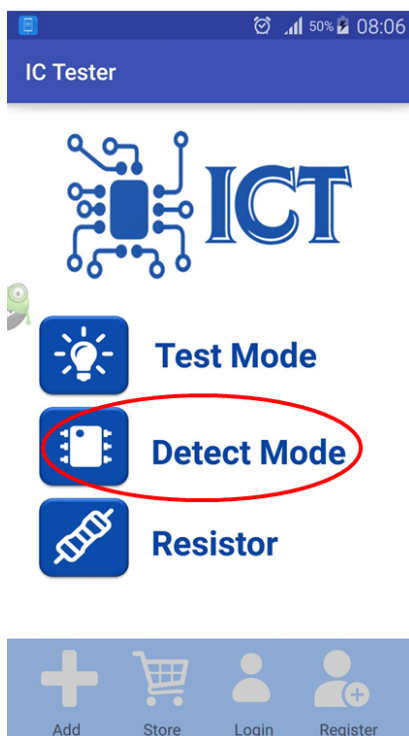 50% 08:06
IC Tester
ICT
Test Mode
Detect Mode
Resistor
Add Store Login Register